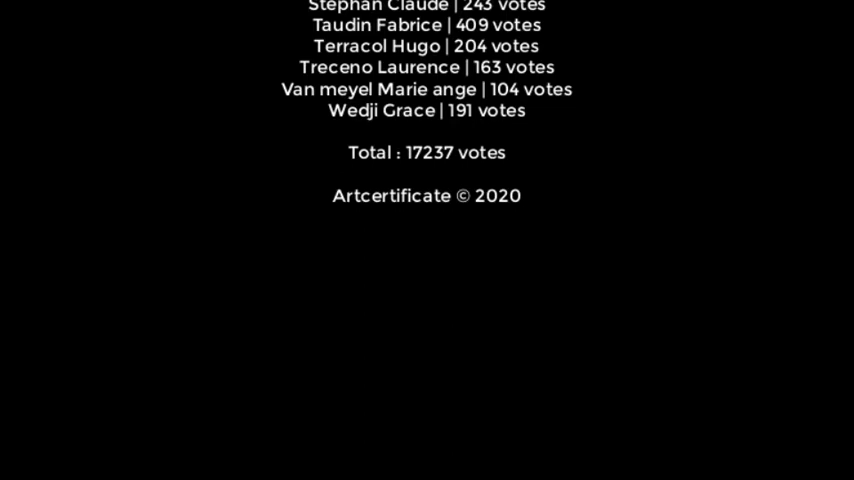 Stephan Claude | 243 votes
Taudin Fabrice | 409 votes
Terracol Hugo | 204 votes
Treceno Laurence | 163 votes
Van meyel Marie ange | 104 votes
Wedji Grace | 191 votes
Total : 17237 votes
Artcertificate © 2020